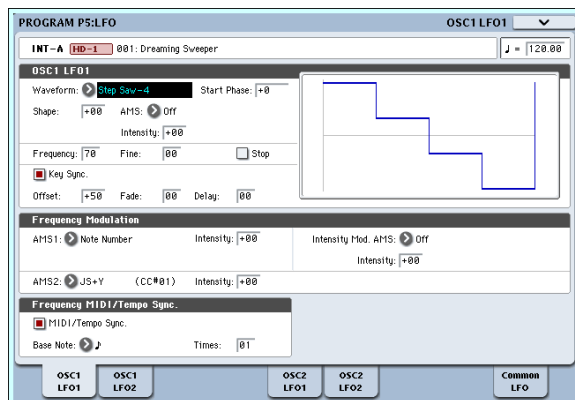 PROGRAM P5:LFO OSC1 LFO1
INT-A HD-1 001: Dreaming Sweeper ♩ = 120.00
OSC1 LFO1
Waveform: Step Saw-4 Start Phase: +0
Shape: +00 AMS: Off
Intensity: +00
Frequency: 70 Fine: 00 Stop
Key Sync.
Offset: +50 Fade: 00 Delay: 00
Frequency Modulation
AMS1: Note Number Intensity: +00 Intensity Mod. AMS: Off
Intensity: +00
AMS2: JS+Y (CC#01) Intensity: +00
Frequency MIDI/Tempo Sync.
MIDI/Tempo Sync.
Base Note: ♪ Times: 01
OSC1 LFO1 OSC1 LFO2 OSC2 LFO1 OSC2 LFO2 Common LFO